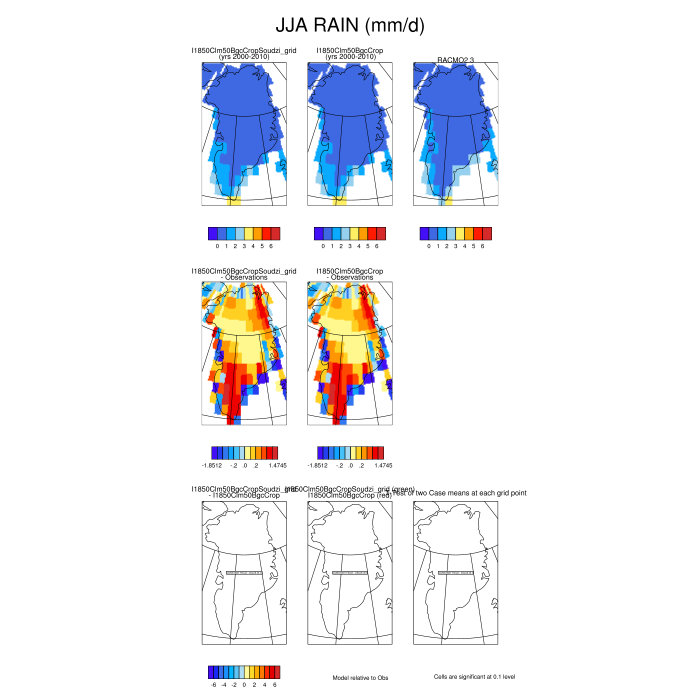 JJA RAIN (mm/d)
I1850Clm50BgcCropSoudzi_grid
(yrs 2000-2010)
I1850Clm50BgcCrop
(yrs 2000-2010)
RACMO2.3
0 1 2 3 4 5 6
0 1 2 3 4 5 6
0 1 2 3 4 5 6
I1850Clm50BgcCropSoudzi_grid
- Observations
I1850Clm50BgcCrop
- Observations
-1.8512 -.2 .0 .2 1.4745
-1.8512 -.2 .0 .2 1.4745
I1850Clm50BgcCropSoudzi_grid
- I1850Clm50BgcCrop
I1850Clm50BgcCropSoudzi_grid (green)
I1850Clm50BgcCrop (red)
Test of two Case means at each grid point
-6 -4 -2 0 2 4 6
Model relative to Obs
Cells are significant at 0.1 level